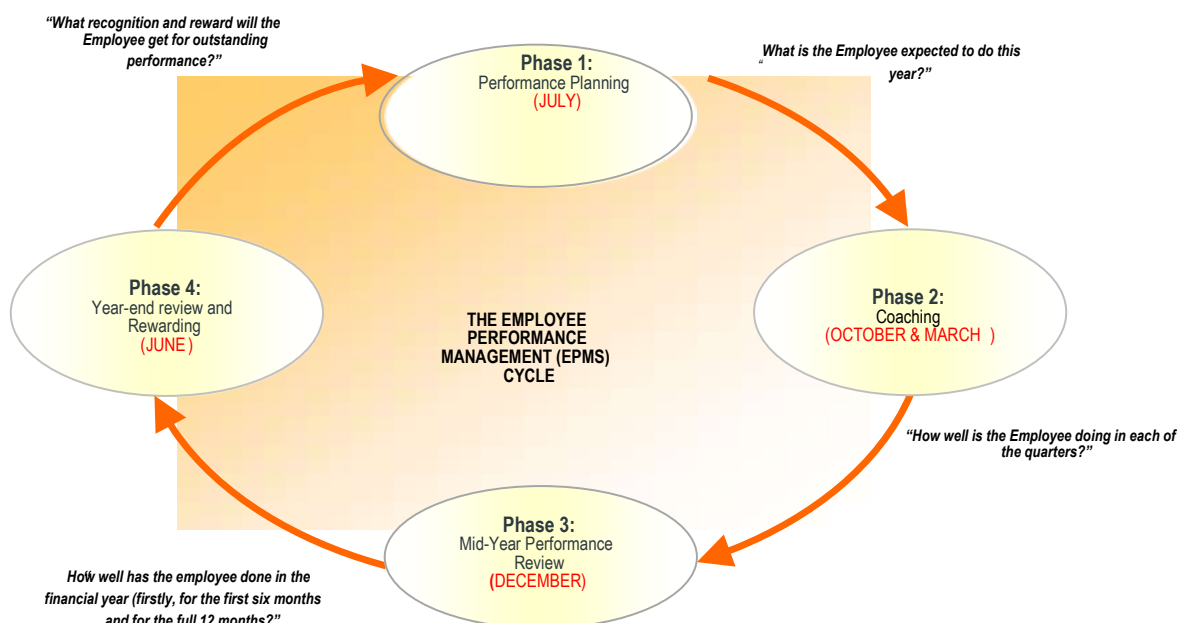 “What recognition and reward will the
Employee get for outstanding
performance?”
Phase 1:
Performance Planning
(JULY)
“What is the Employee expected to do this
year?”
Phase 4:
Year-end review and
Rewarding
(JUNE)
THE EMPLOYEE
PERFORMANCE
MANAGEMENT (EPMS)
CYCLE
Phase 2:
Coaching
(OCTOBER & MARCH )
“How well is the Employee doing in each of
the quarters?”
Phase 3:
Mid-Year Performance
Review
(DECEMBER)
“How well has the employee done in the
financial year (firstly, for the first six months
and for the full 12 months?”